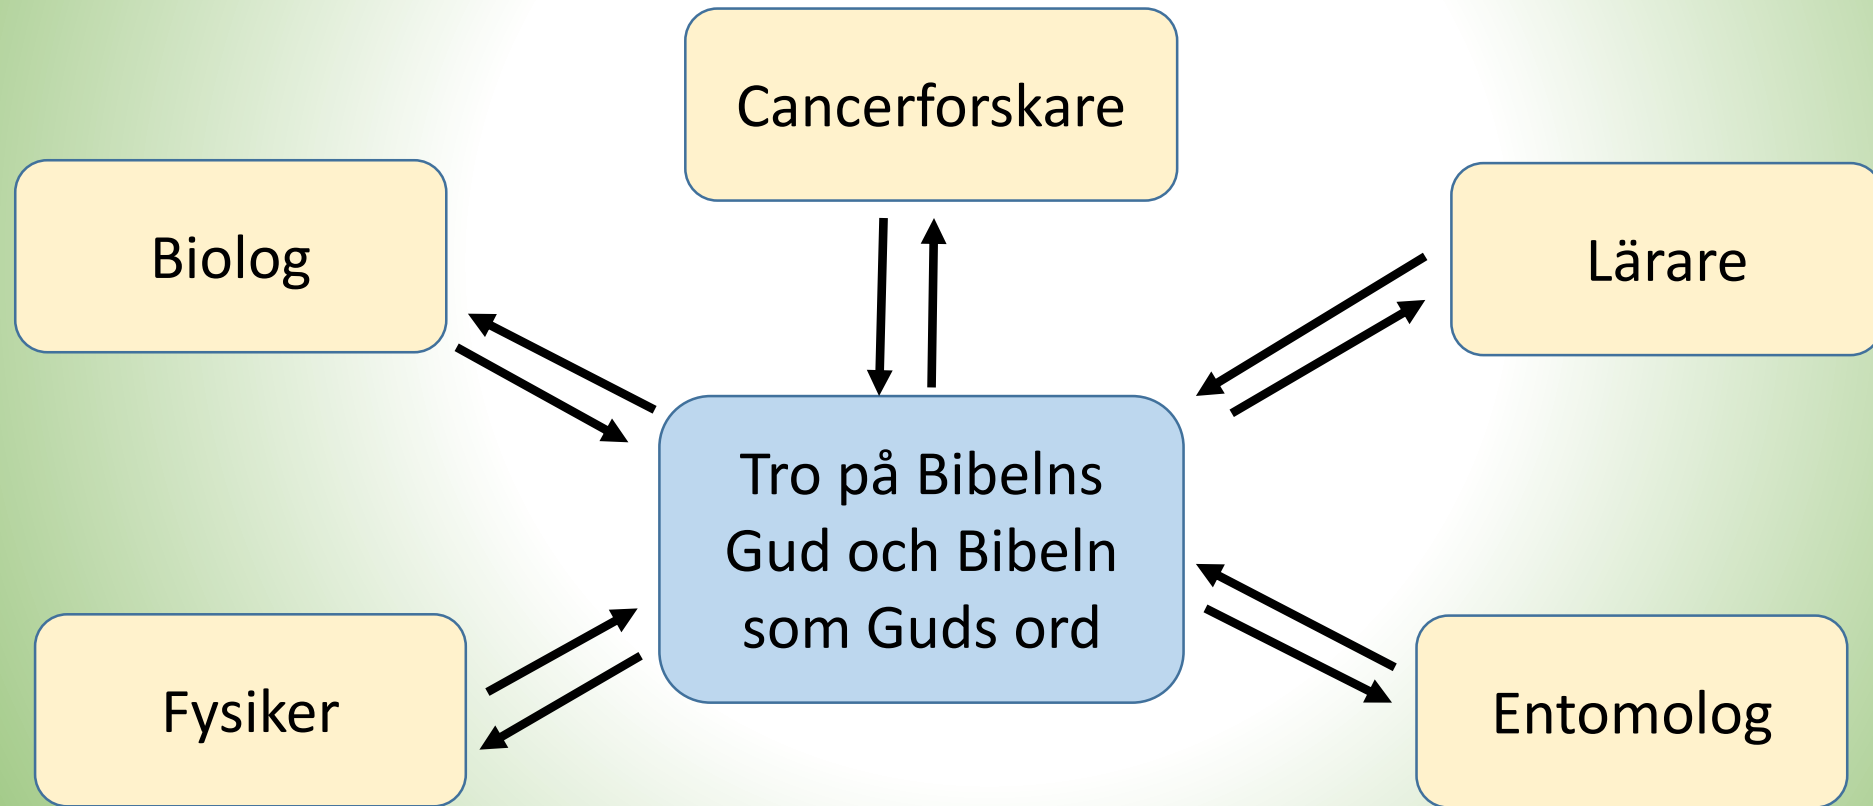 Cancerforskare
Biolog
Lärare
Tro på Bibelns
Gud och Bibeln
som Guds ord
Fysiker
Entomolog